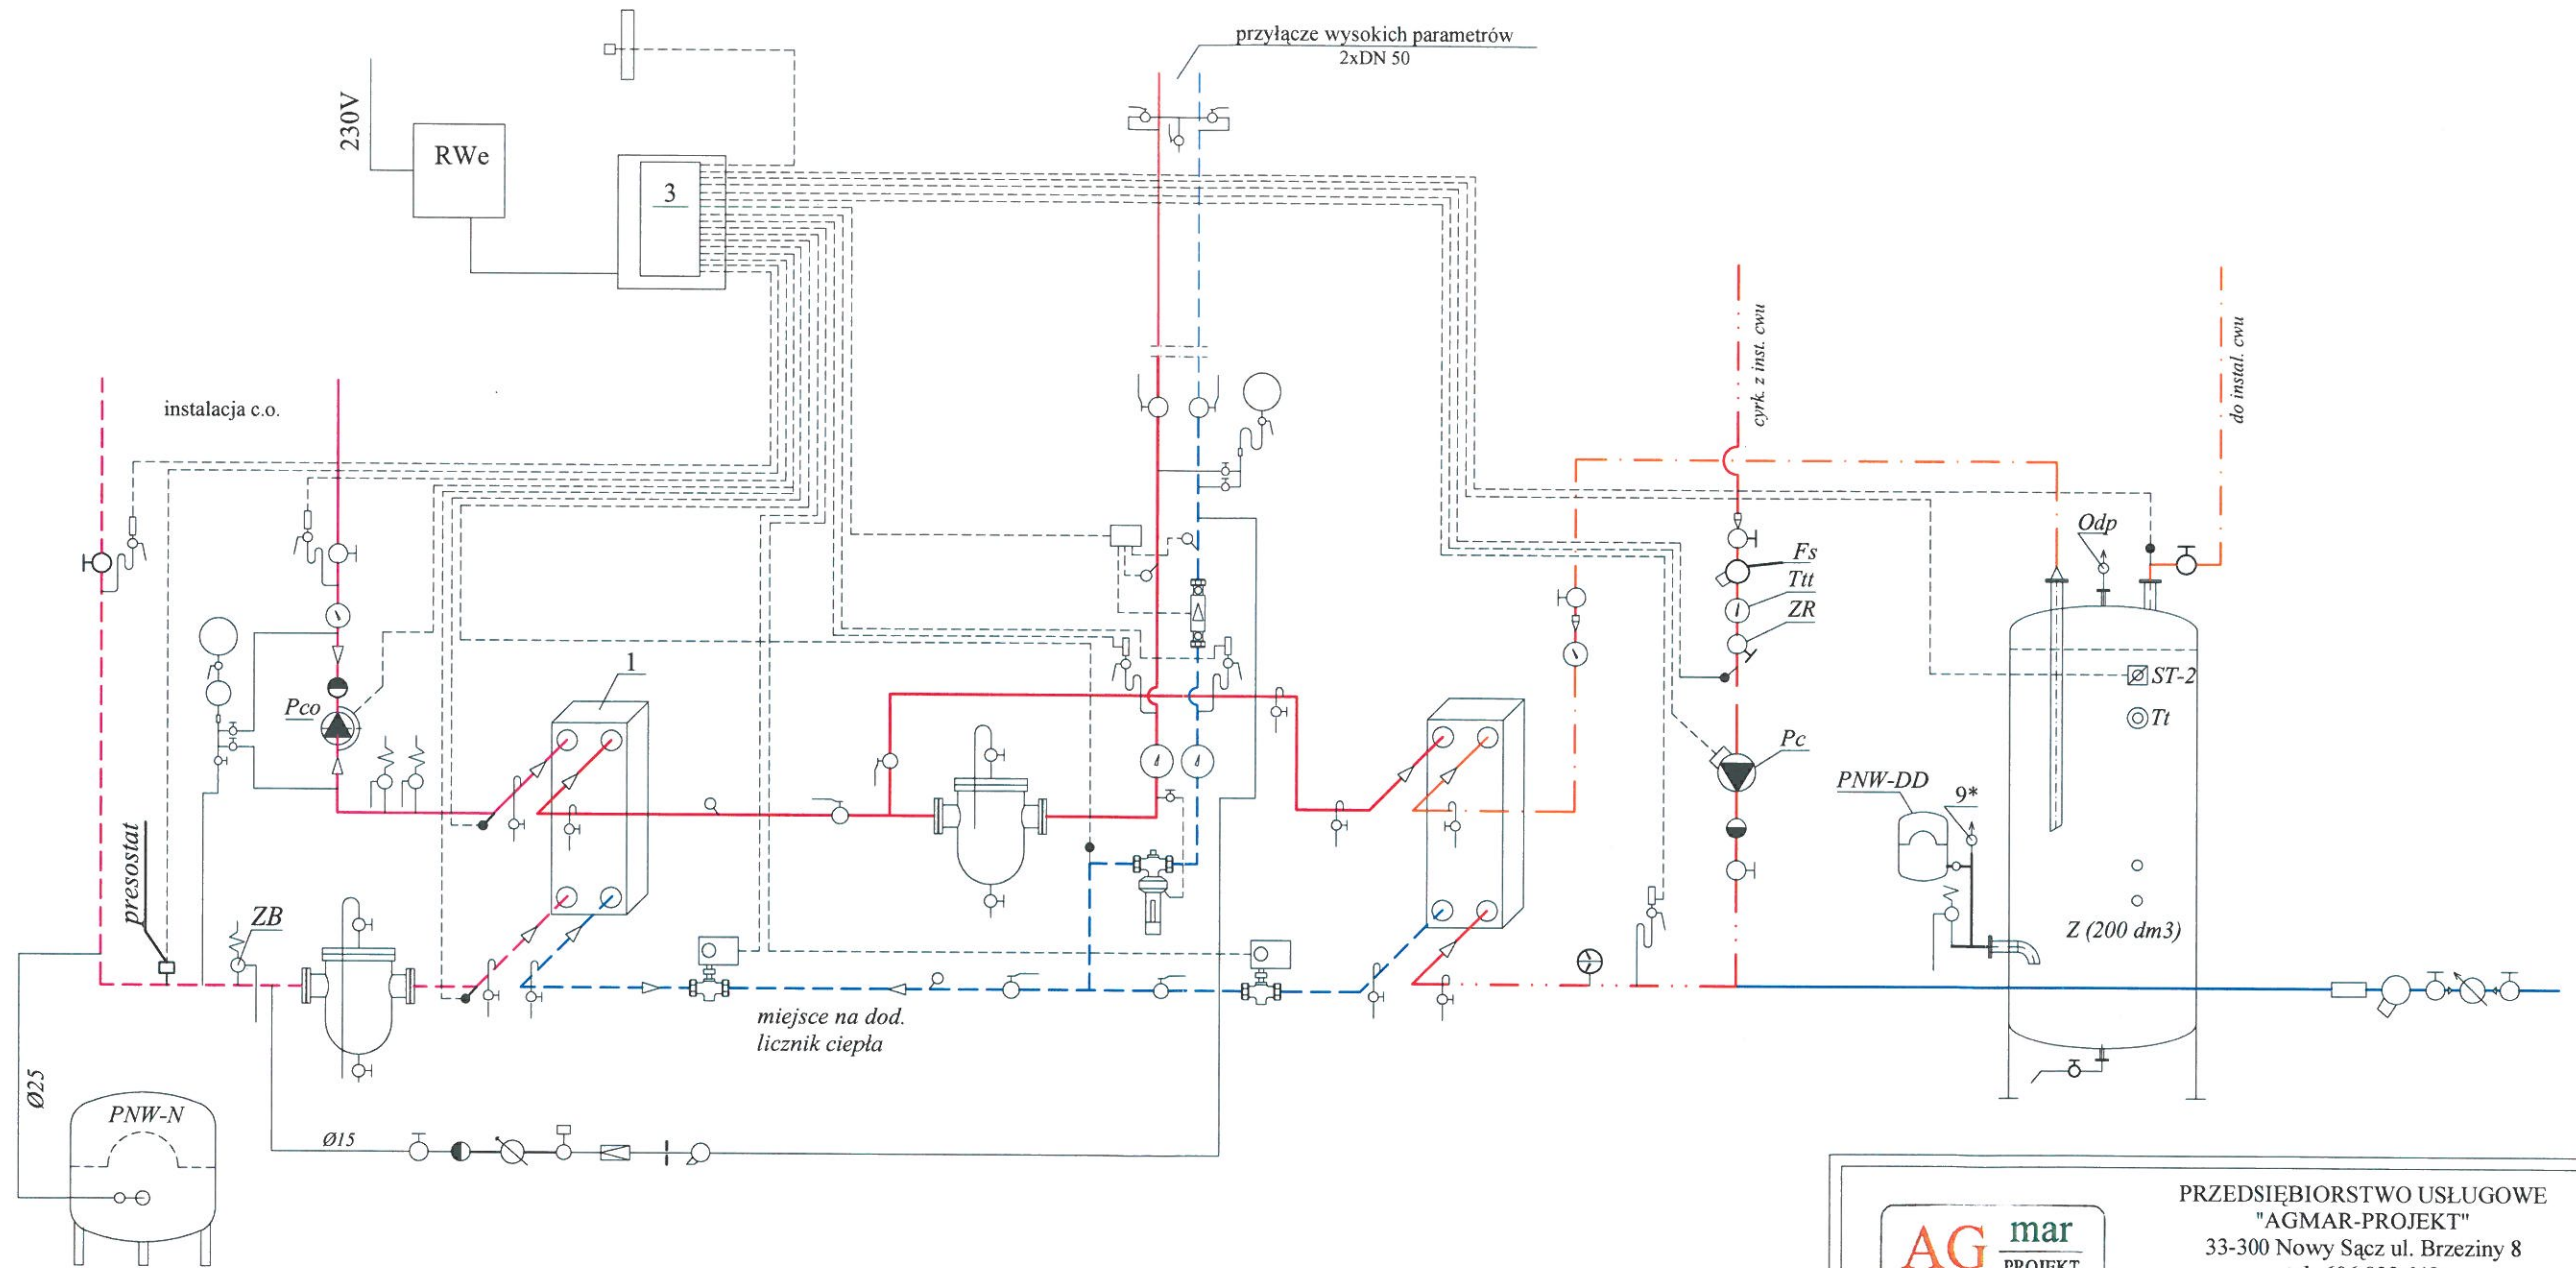 przyłącze wysokich parametrów
2xDN 50
230V
RWe
3
instalacja c.o.
cyrk. z inst. cwu
do instal. cwu
Odp
Fs
Ttt
ZR
1
ST-2
Pco
Tt
Pc
PNW-DD
9*
presostat
ZB
Z (200 dm3)
miejsce na dod.
licznik ciepła
Ø25
PNW-N
Ø15
PRZEDSIĘBIORSTWO USŁUGOWE
"AGMAR-PROJEKT"
33-300 Nowy Sącz ul. Brzeziny 8
AG mar
PROJEKT